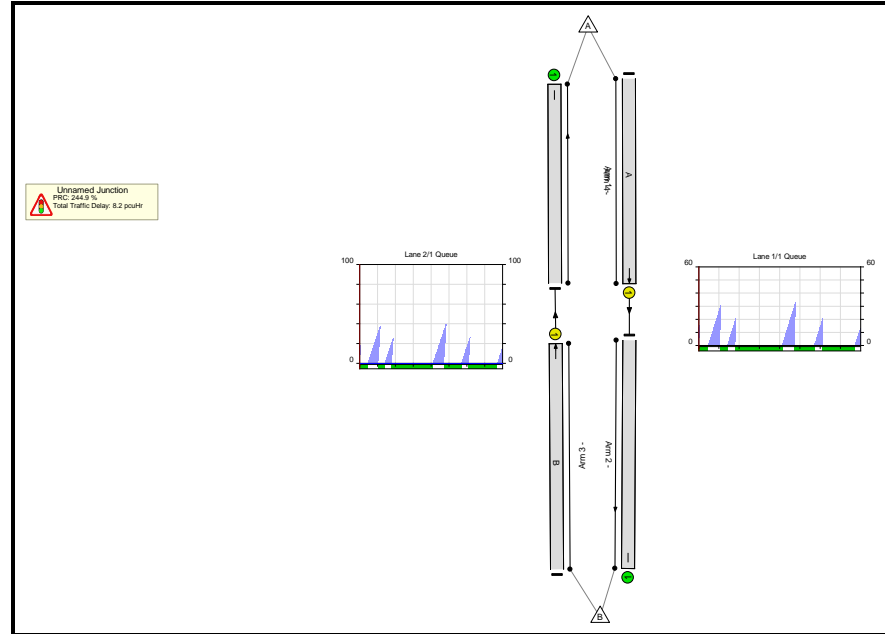 A
A
Unnamed Junction
PRC: 244.9 %
Total Traffic Delay: 8.2 pcuHr
Lane 2/1 Queue
100
100
0
0
Lane 1/1 Queue
60
60
0
0
B
Arm 3 -
Arm 2 -
B